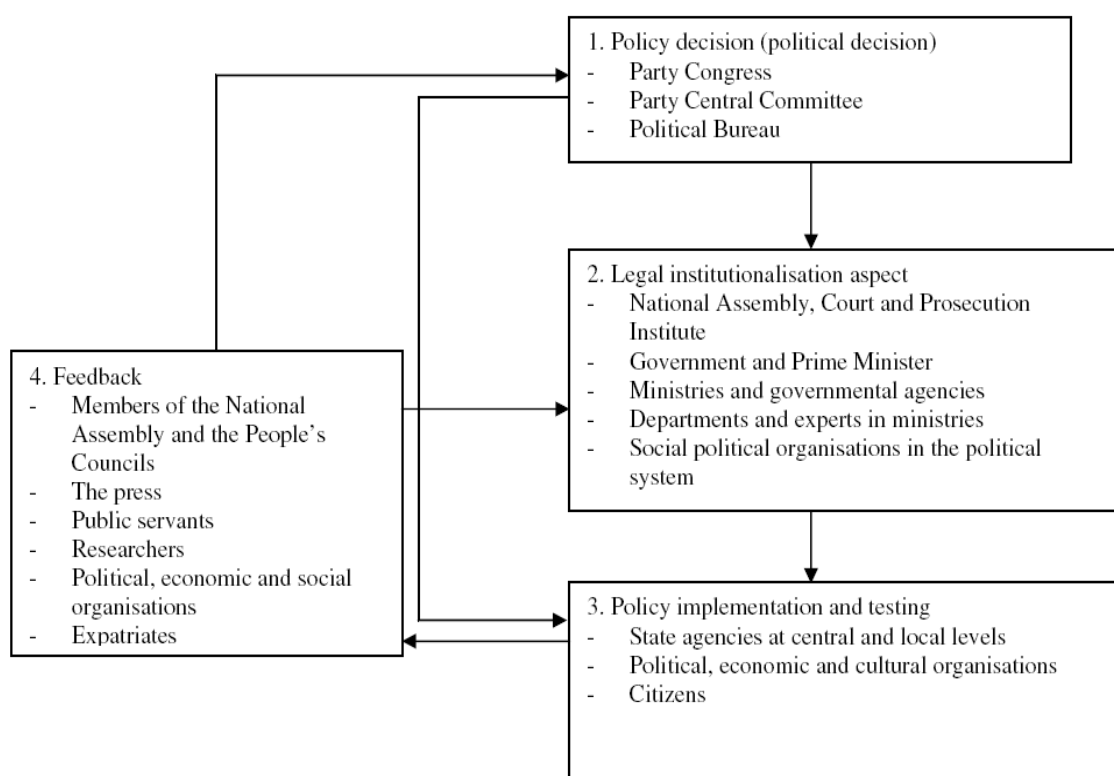 1. Policy decision (political decision)
- Party Congress
- Party Central Committee
- Political Bureau
2. Legal institutionalisation aspect
- National Assembly, Court and Prosecution
Institute
- Government and Prime Minister
- Ministries and governmental agencies
- Departments and experts in ministries
- Social political organisations in the political
system
4. Feedback
- Members of the National
Assembly and the People’s
Councils
- The press
- Public servants
- Researchers
- Political, economic and social
organisations
- Expatriates
3. Policy implementation and testing
- State agencies at central and local levels
- Political, economic and cultural organisations
- Citizens